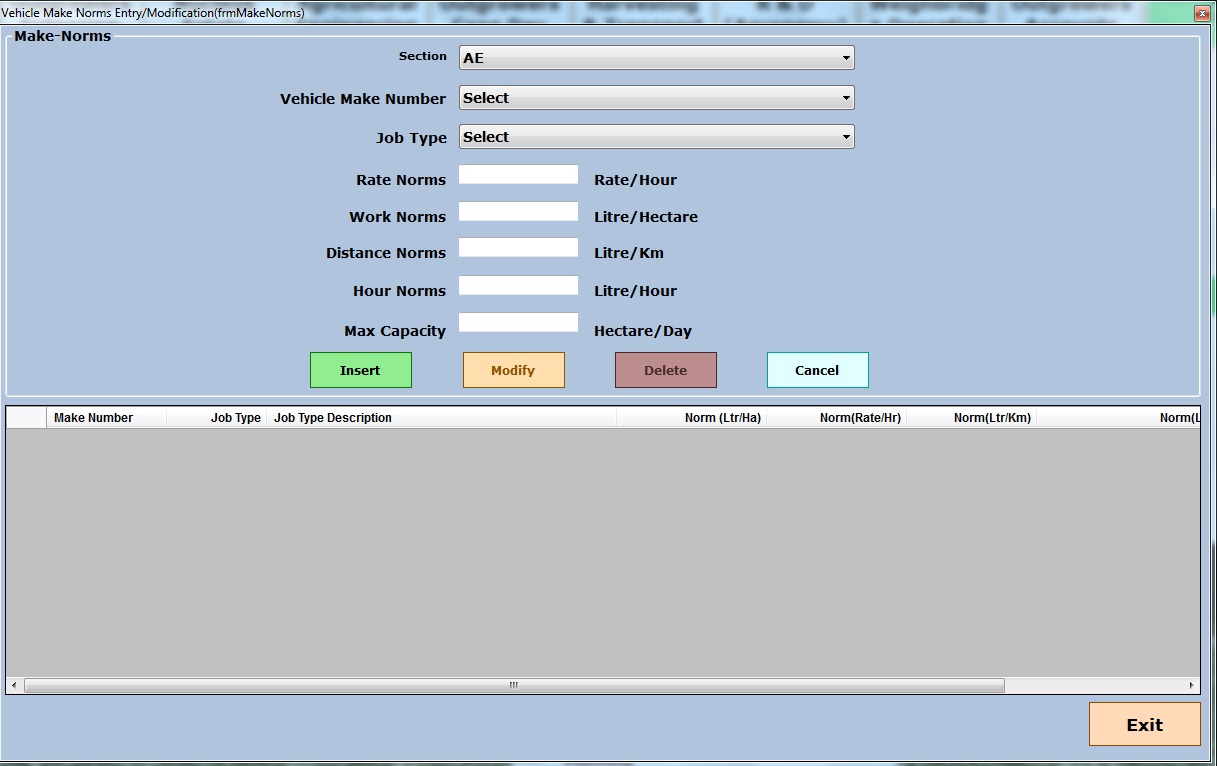 Vehicle Make Norms Entry/Modification(frmMakeNorms)
Make-Norms
Section AE
Vehicle Make Number Select
Job Type Select
Rate Norms Rate/Hour
Work Norms Litre/Hectare
Distance Norms Litre/Km
Hour Norms Litre/Hour
Max Capacity Hectare/Day
Insert Modify Delete Cancel
Make Number Job Type Job Type Description Norm (Ltr/Ha) Norm(Rate/Hr) Norm(Ltr/Km) Norm(L
Exit